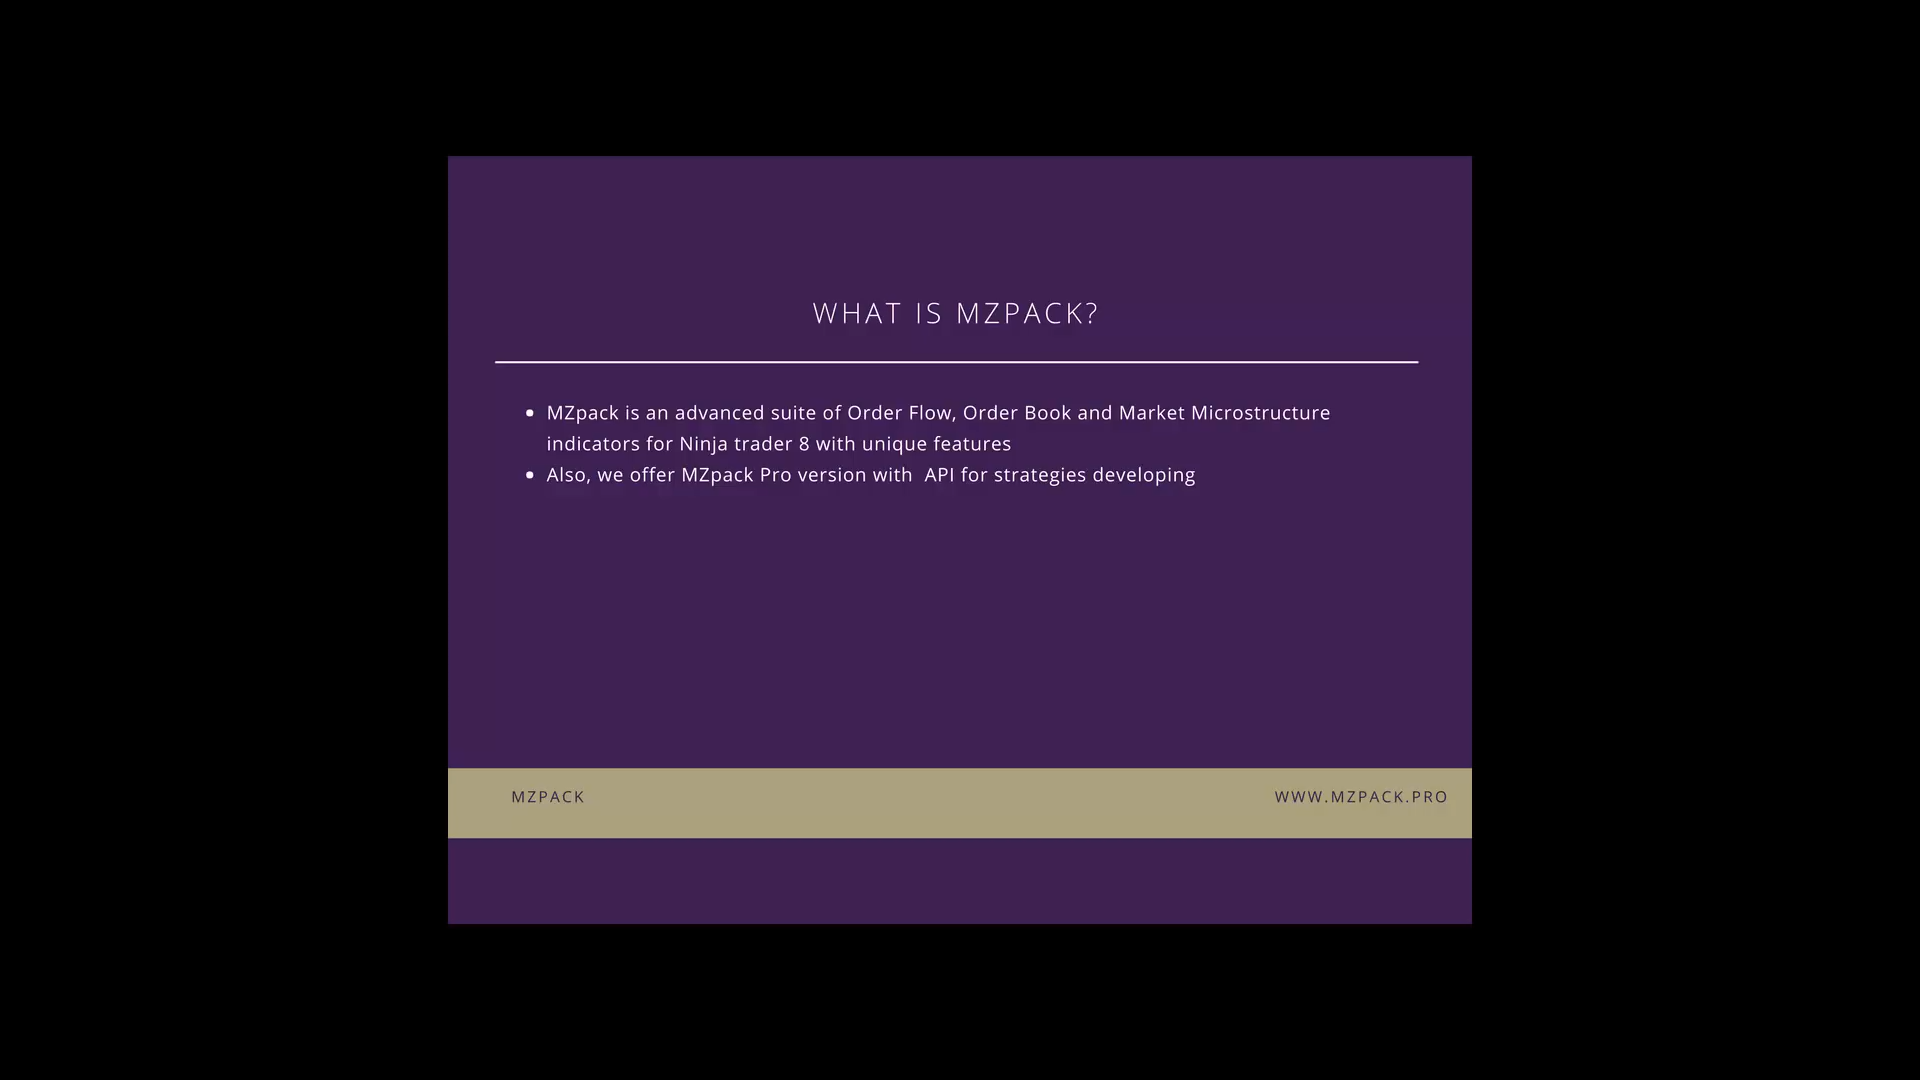 WHAT IS MZPACK?
• MZpack is an advanced suite of Order Flow, Order Book and Market Microstructure
indicators for Ninja trader 8 with unique features
• Also, we offer MZpack Pro version with  API for strategies developing
MZPACK
WWW.MZPACK.PRO